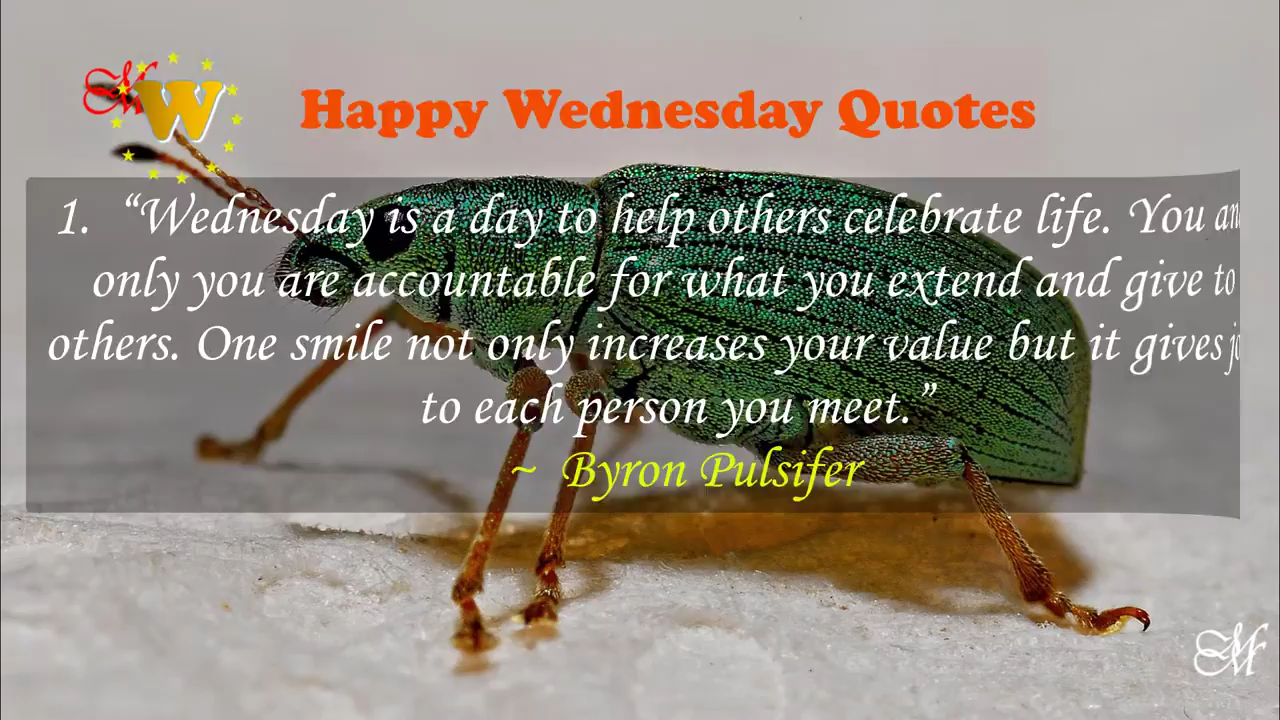 W
Happy Wednesday Quotes
1. “Wednesday is a day to help others celebrate life. You
only you are accountable for what you extend and give to
others. One smile not only increases your value but it gives
to each person you meet.”
~ Byron Pulsifer